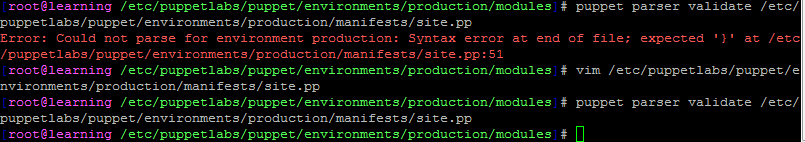 [root@learning /etc/puppetlabs/puppet/environments/production/modules]# puppet parser validate /etc/
puppetlabs/puppet/environments/production/manifests/site.pp
Error: Could not parse for environment production: Syntax error at end of file; expected '}' at /etc
/puppetlabs/puppet/environments/production/manifests/site.pp:51
[root@learning /etc/puppetlabs/puppet/environments/production/modules]# vim /etc/puppetlabs/puppet/e
nvironments/production/manifests/site.pp
[root@learning /etc/puppetlabs/puppet/environments/production/modules]# puppet parser validate /etc/
puppetlabs/puppet/environments/production/manifests/site.pp
[root@learning /etc/puppetlabs/puppet/environments/production/modules]#